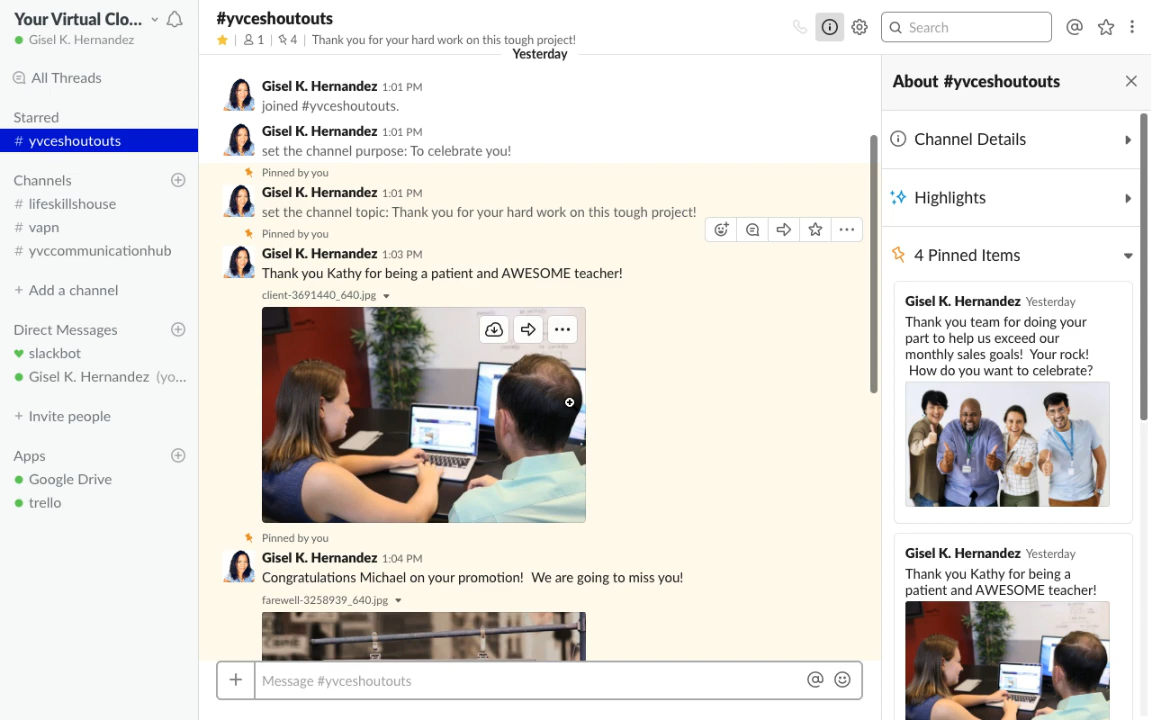 Your Virtual Clo...
Gisel K. Hernandez
All Threads
Starred
# yvceshoutouts
Channels
# lifeskillshouse
# vapn
# yvccommunicationhub
+ Add a channel
Direct Messages
slackbot
Gisel K. Hernandez (yo...
+ Invite people
Apps
Google Drive
trello
#yvceshoutouts
1 | 4 | Thank you for your hard work on this tough project!
Search
Yesterday
Gisel K. Hernandez 1:01 PM
joined #yvceshoutouts.
Gisel K. Hernandez 1:01 PM
set the channel purpose: To celebrate you!
Pinned by you
Gisel K. Hernandez 1:01 PM
set the channel topic: Thank you for your hard work on this tough project!
Pinned by you
Gisel K. Hernandez 1:03 PM
Thank you Kathy for being a patient and AWESOME teacher!
client-3691440_640.jpg
Pinned by you
Gisel K. Hernandez 1:04 PM
Congratulations Michael on your promotion! We are going to miss you!
farewell-3258939_640.jpg
Message #yvceshoutouts
About #yvceshoutouts
Channel Details
Highlights
4 Pinned Items
Gisel K. Hernandez Yesterday
Thank you team for doing your
part to help us exceed our
monthly sales goals! Your rock!
How do you want to celebrate?
Gisel K. Hernandez Yesterday
Thank you Kathy for being a
patient and AWESOME teacher!